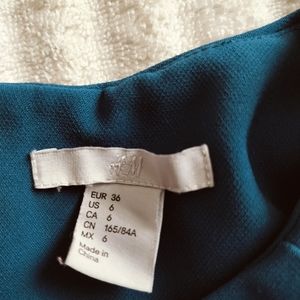 H&M
EUR 36
US 6
CA 6
CN 165/84A
MX 6
Made in
China